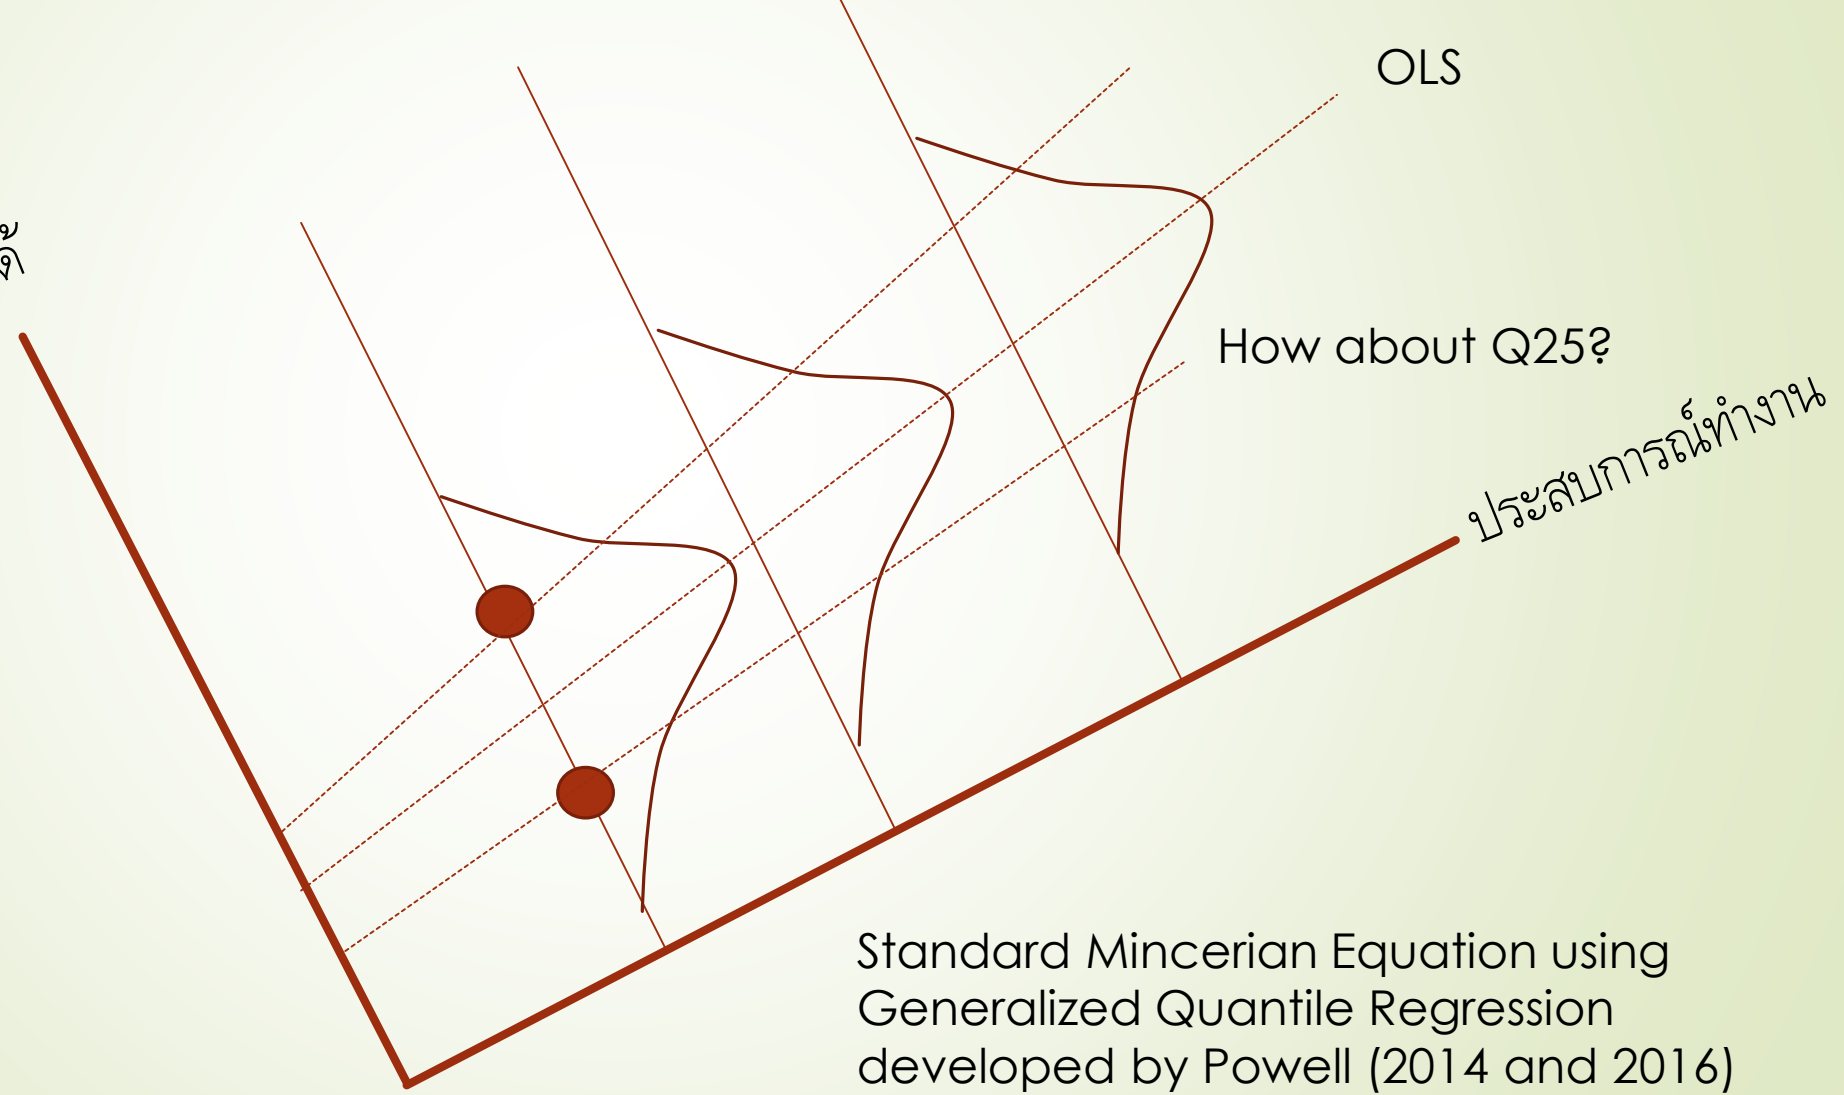 OLS
How about Q25?
ประสบการณ์ทำงาน
Standard Mincerian Equation using
Generalized Quantile Regression
developed by Powell (2014 and 2016)